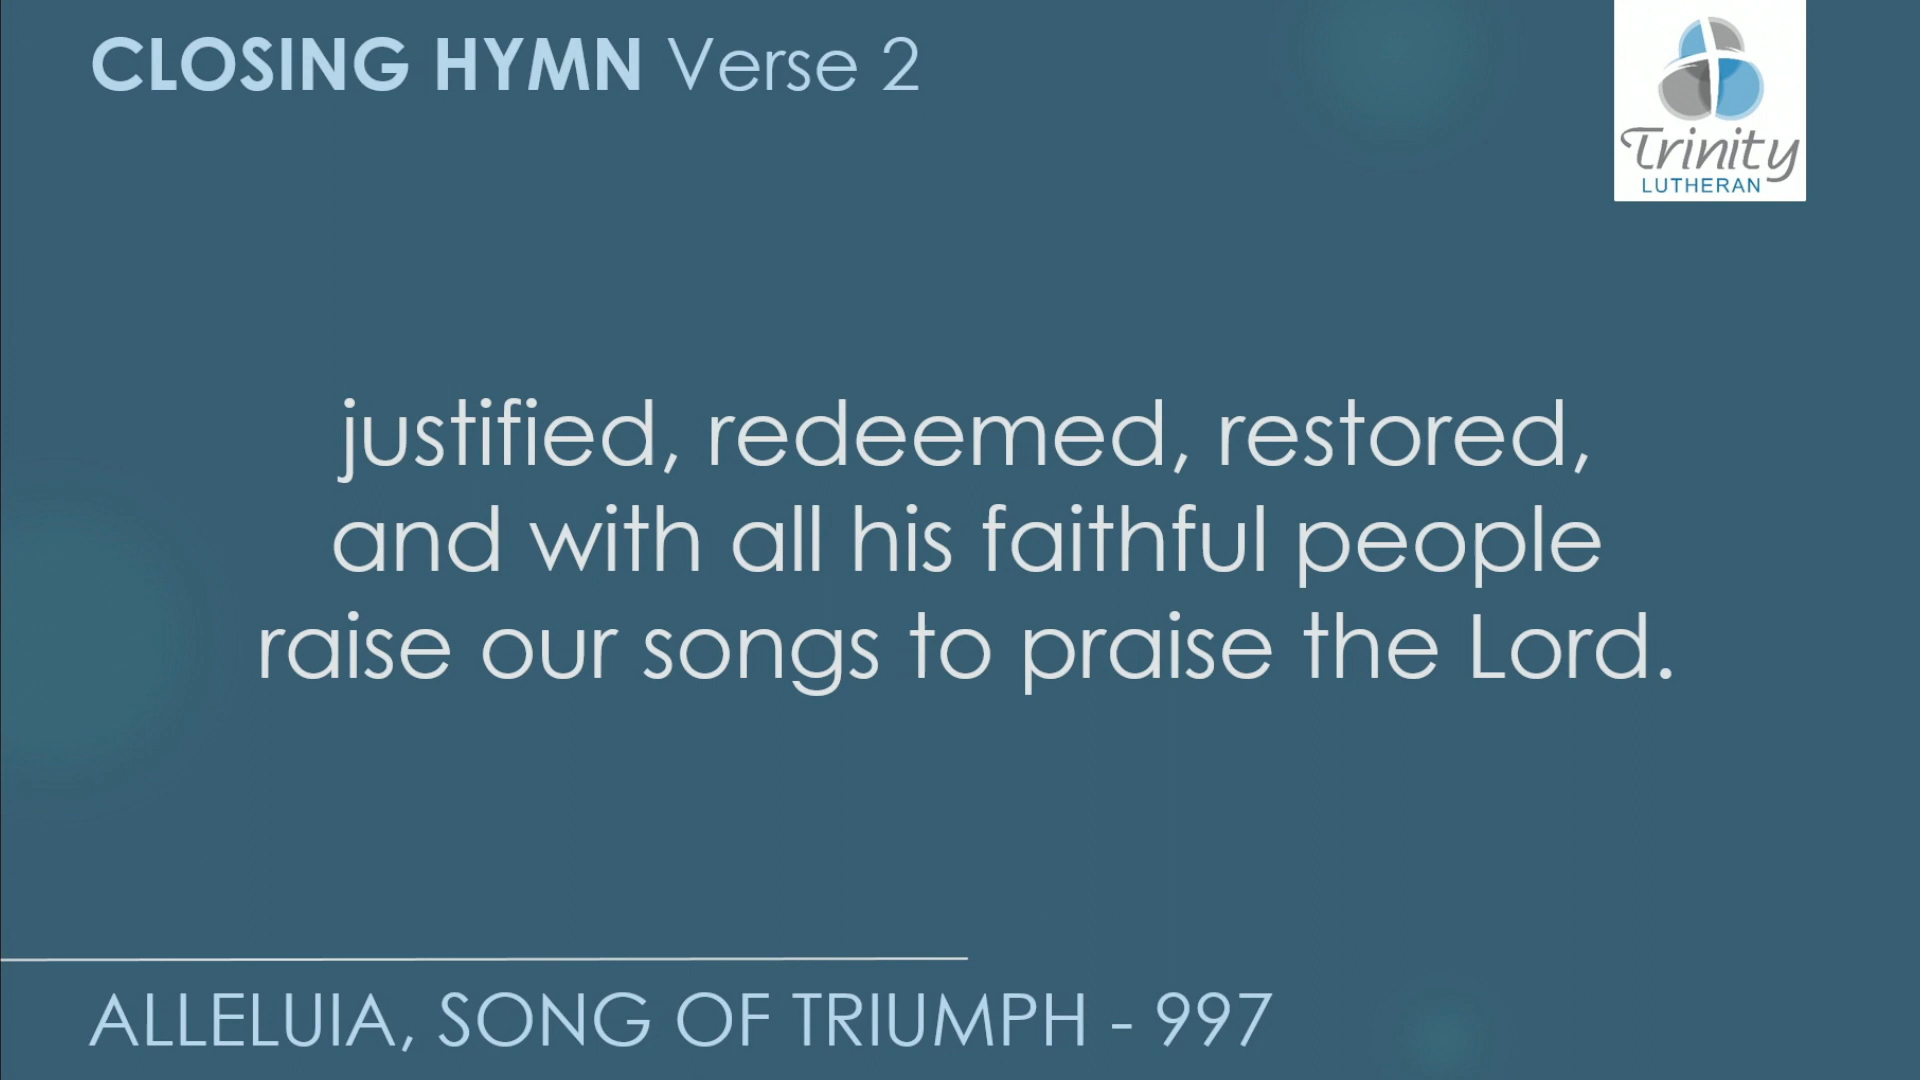 CLOSING HYMN Verse 2
Trinity
LUTHERAN
justified, redeemed, restored,
and with all his faithful people
raise our songs to praise the Lord.
ALLELUIA, SONG OF TRIUMPH - 997